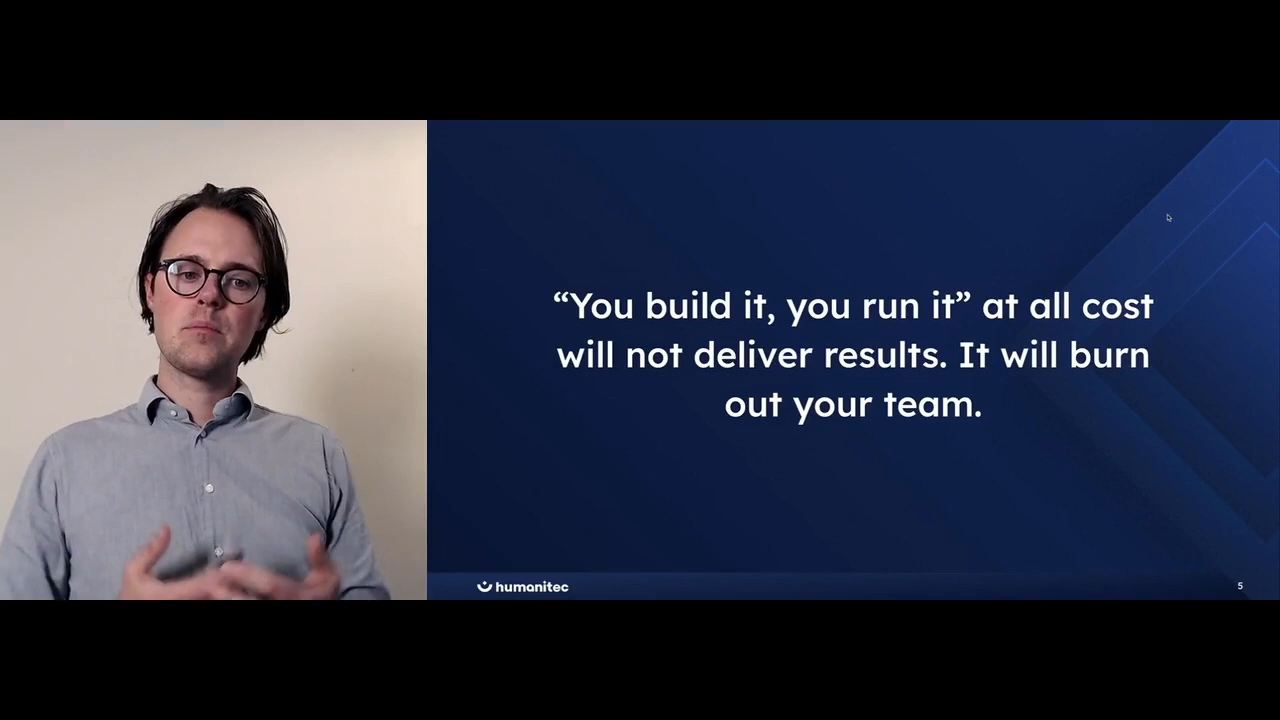 “You build it, you run it” at all cost
will not deliver results. It will burn
out your team.
humanitec
5